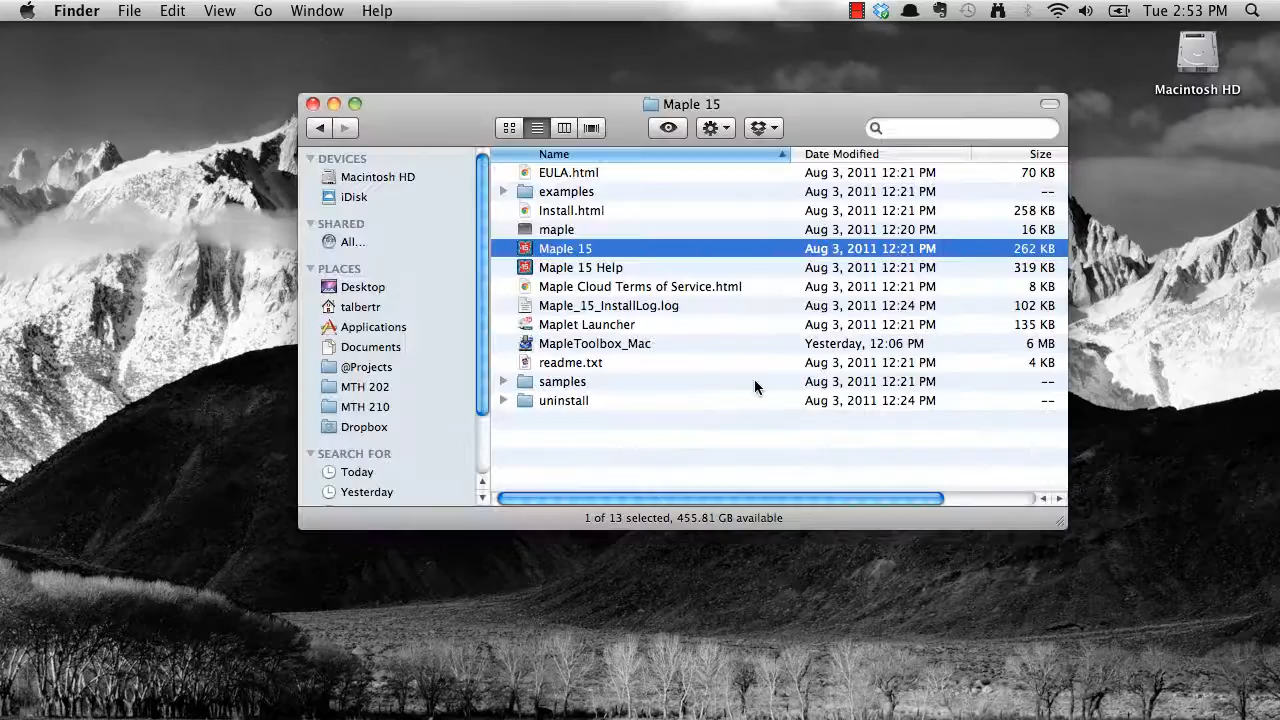 Finder File Edit View Go Window Help Tue 2:53 PM
Macintosh HD
Maple 15
Name Date Modified Size
DEVICES
Macintosh HD
iDisk
SHARED
All...
PLACES
Desktop
talbertr
Applications
Documents
@Projects
MTH 202
MTH 210
Dropbox
SEARCH FOR
Today
Yesterday
EULA.html Aug 3, 2011 12:21 PM 70 KB
examples Aug 3, 2011 12:21 PM --
Install.html Aug 3, 2011 12:21 PM 258 KB
maple Aug 3, 2011 12:20 PM 16 KB
Maple 15 Aug 3, 2011 12:21 PM 262 KB
Maple 15 Help Aug 3, 2011 12:21 PM 319 KB
Maple Cloud Terms of Service.html Aug 3, 2011 12:21 PM 8 KB
Maple_15_InstallLog.log Aug 3, 2011 12:24 PM 102 KB
Maplet Launcher Aug 3, 2011 12:21 PM 135 KB
MapleToolbox_Mac Yesterday, 12:06 PM 6 MB
readme.txt Aug 3, 2011 12:21 PM 4 KB
samples Aug 3, 2011 12:21 PM --
uninstall Aug 3, 2011 12:24 PM --
1 of 13 selected, 455.81 GB available